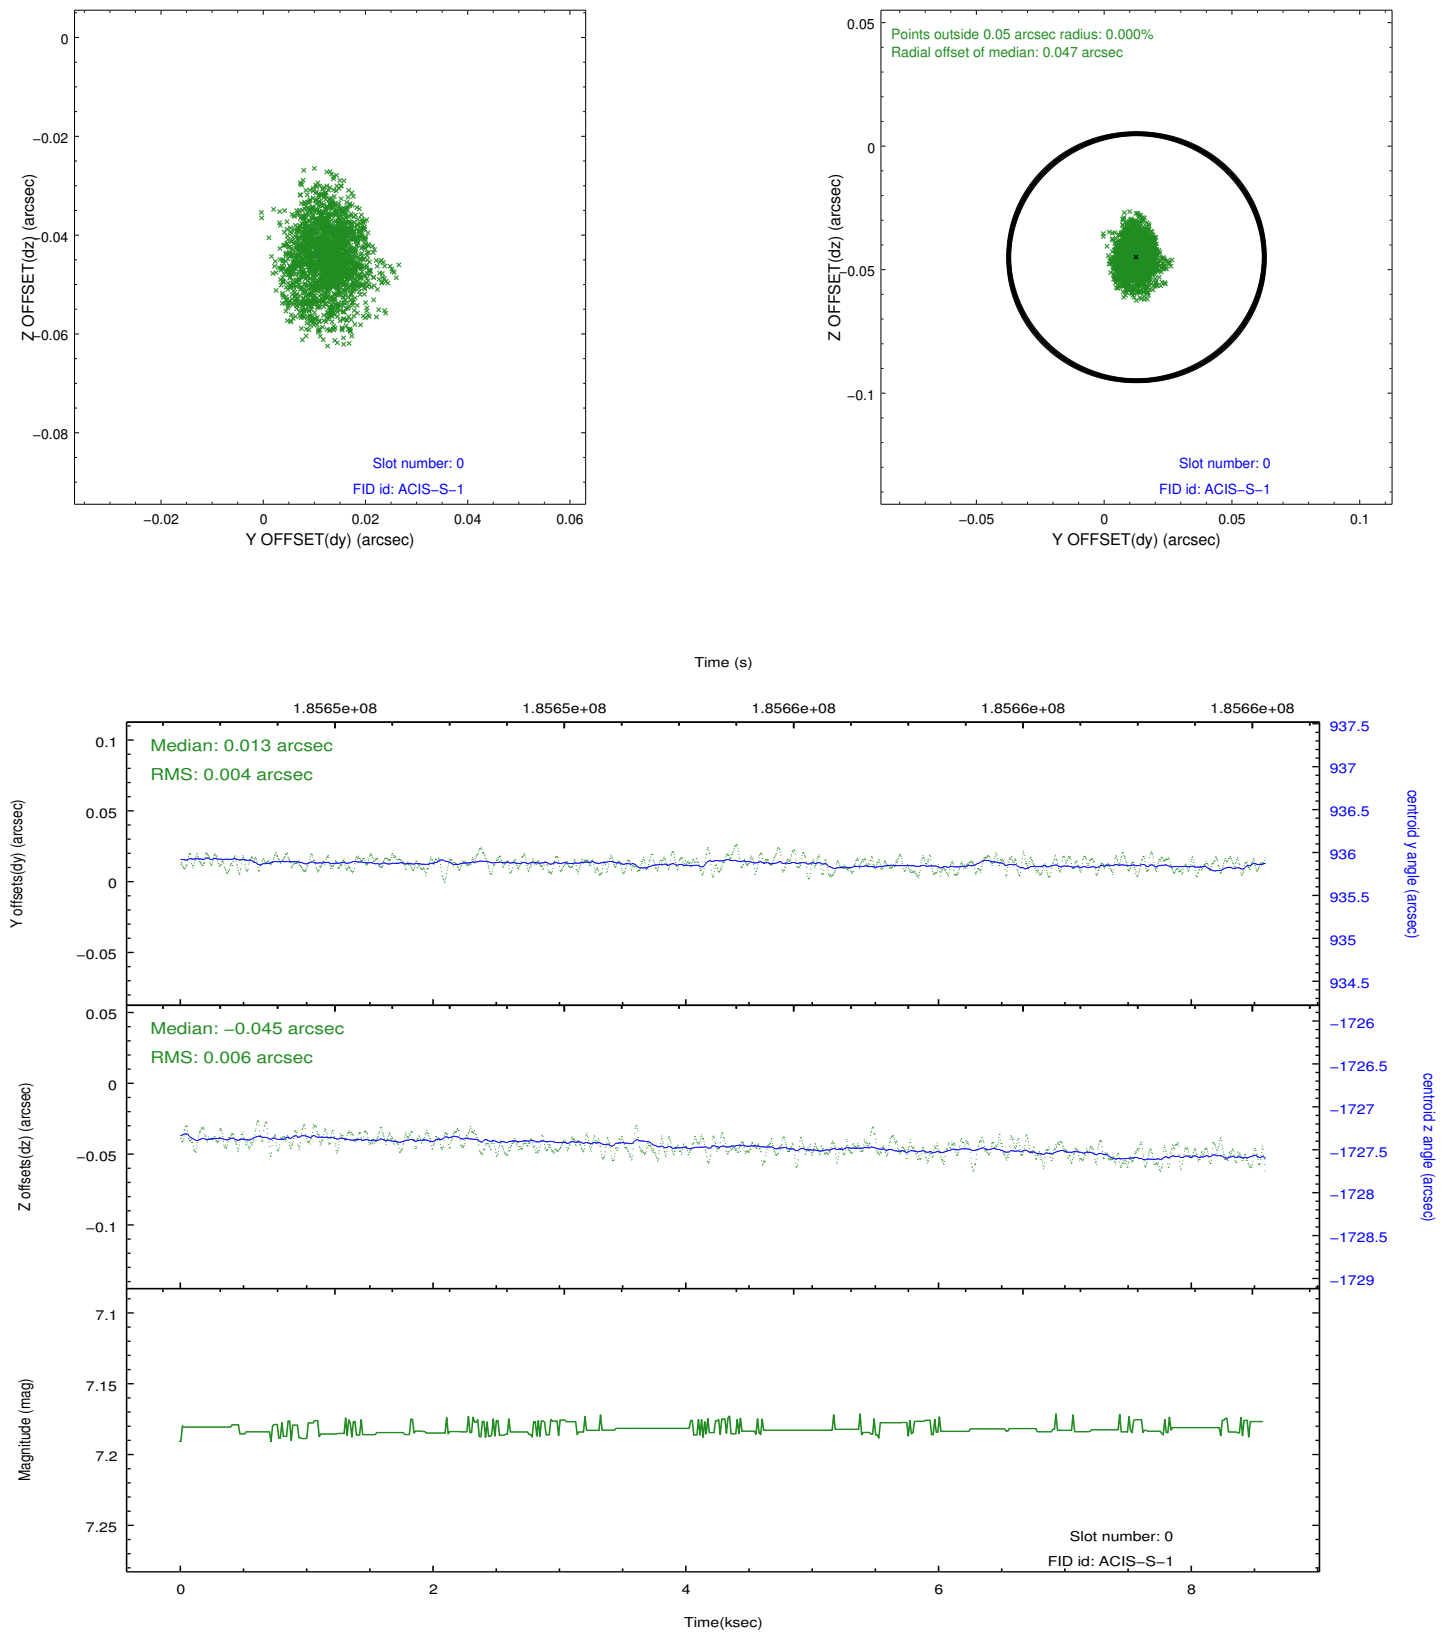 0
−0.02
−0.04
−0.06
−0.08
Z OFFSET(dz) (arcsec)
Slot number: 0
FID id: ACIS−S−1
−0.02
0
0.02
0.04
0.06
Y OFFSET(dy) (arcsec)
Points outside 0.05 arcsec radius: 0.000%
Radial offset of median: 0.047 arcsec
0.05
0
−0.05
−0.1
Z OFFSET(dz) (arcsec)
Slot number: 0
FID id: ACIS−S−1
−0.05
0
0.05
0.1
Y OFFSET(dy) (arcsec)
Time (s)
1.8565e+08
1.8565e+08
1.8566e+08
1.8566e+08
1.8566e+08
Median: 0.013 arcsec
RMS: 0.004 arcsec
0.1
0.05
0
−0.05
Y offsets(dy) (arcsec)
937.5
937
936.5
936
935.5
935
934.5
centroid y angle (arcsec)
Median: −0.045 arcsec
RMS: 0.006 arcsec
0.05
0
−0.05
−0.1
Z offsets(dz) (arcsec)
−1726
−1726.5
−1727
−1727.5
−1728
−1728.5
−1729
centroid z angle (arcsec)
7.1
7.15
7.2
7.25
Magnitude (mag)
Slot number: 0
FID id: ACIS−S−1
0
2
4
6
8
Time(ksec)